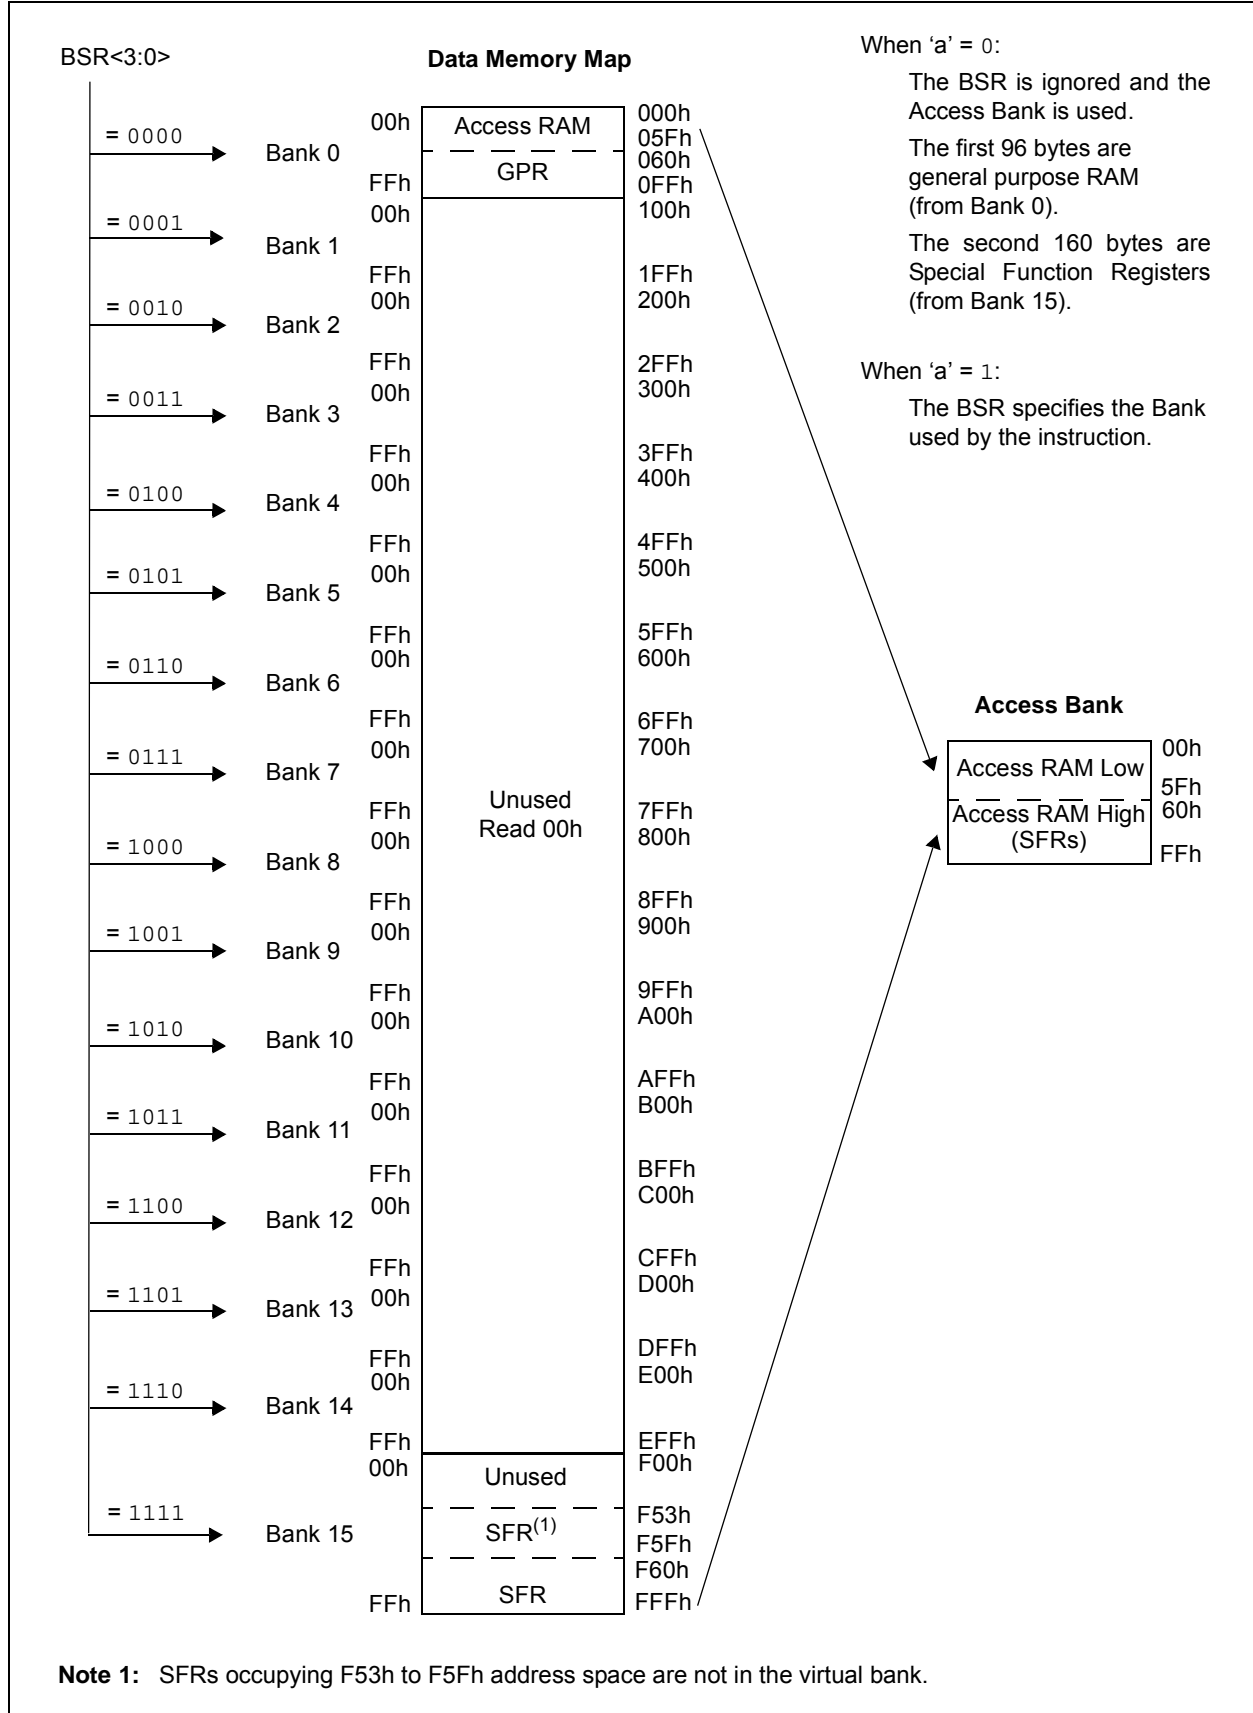 BSR<3:0>
Data Memory Map
When ‘a’ = 0:
The BSR is ignored and the
Access Bank is used.
The first 96 bytes are
general purpose RAM
(from Bank 0).
The second 160 bytes are
Special Function Registers
(from Bank 15).
When ‘a’ = 1:
The BSR specifies the Bank
used by the instruction.
= 0000
Bank 0
00h
FFh
Access RAM
GPR
000h
05Fh
060h
0FFh
= 0001
Bank 1
00h
FFh
100h
1FFh
= 0010
Bank 2
00h
FFh
200h
2FFh
= 0011
Bank 3
00h
FFh
300h
3FFh
= 0100
Bank 4
00h
FFh
400h
4FFh
= 0101
Bank 5
00h
FFh
500h
5FFh
= 0110
Bank 6
00h
FFh
600h
6FFh
= 0111
Bank 7
00h
FFh
700h
7FFh
Unused
Read 00h
= 1000
Bank 8
00h
FFh
800h
8FFh
= 1001
Bank 9
00h
FFh
900h
9FFh
= 1010
Bank 10
00h
FFh
A00h
AFFh
= 1011
Bank 11
00h
FFh
B00h
BFFh
= 1100
Bank 12
00h
FFh
C00h
CFFh
= 1101
Bank 13
00h
FFh
D00h
DFFh
= 1110
Bank 14
00h
FFh
E00h
EFFh
= 1111
Bank 15
00h
FFh
Unused
SFR(1)
SFR
F00h
F53h
F5Fh
F60h
FFFh
Access Bank
Access RAM Low
Access RAM High
(SFRs)
00h
5Fh
60h
FFh
Note 1: SFRs occupying F53h to F5Fh address space are not in the virtual bank.